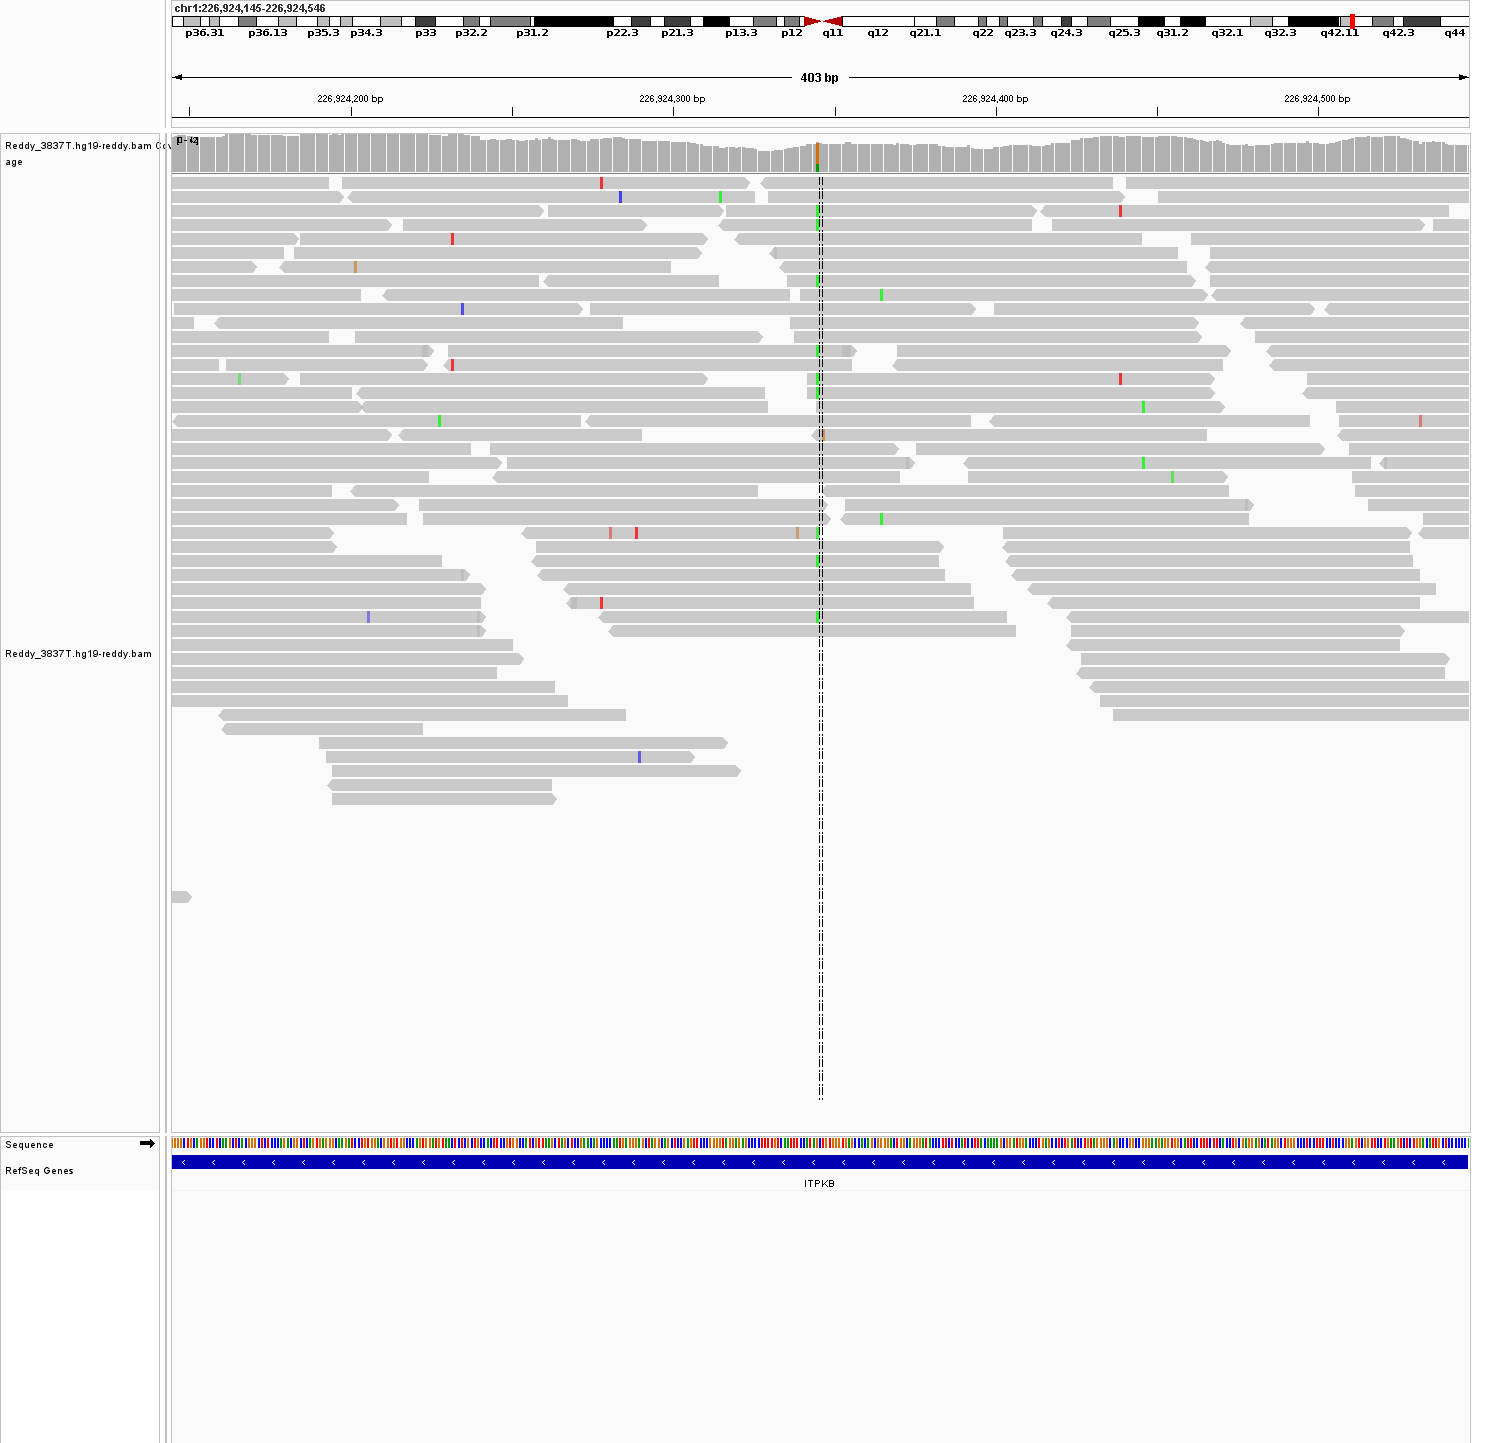 chr1:226,924,145-226,924,546
p36.31 p36.13 p35.3 p34.3 p33 p32.2 p31.2 p22.3 p21.3 p13.3 p12 q11 q12 q21.1 q22 q23.3 q24.3 q25.3 q31.2 q32.1 q32.3 q42.11 q42.3 q44
403 bp
226,924,200 bp 226,924,300 bp 226,924,400 bp 226,924,500 bp
Reddy_3837T.hg19-reddy.bam Cov
age
Reddy_3837T.hg19-reddy.bam
Sequence
RefSeq Genes
ITPKB